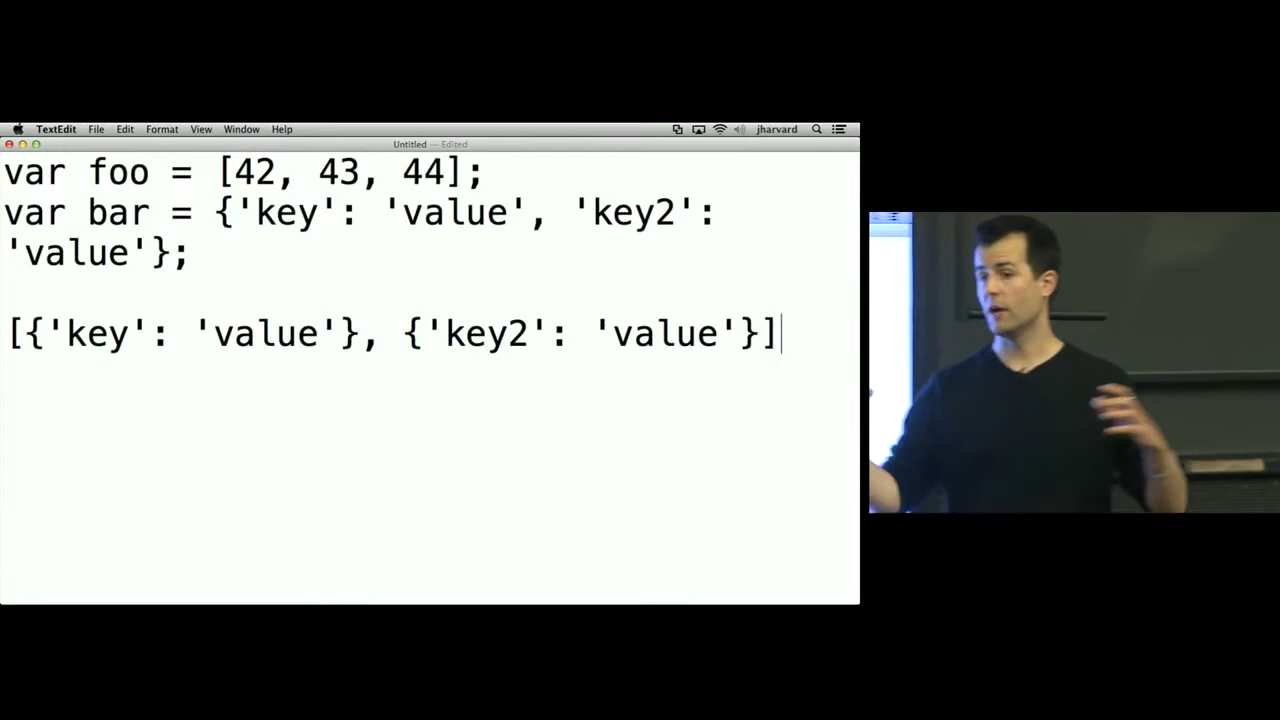 TextEdit File Edit Format View Window Help jharvard
Untitled — Edited
var foo = [42, 43, 44];
var bar = {'key': 'value', 'key2':
'value'};
[{'key': 'value'}, {'key2': 'value'}]